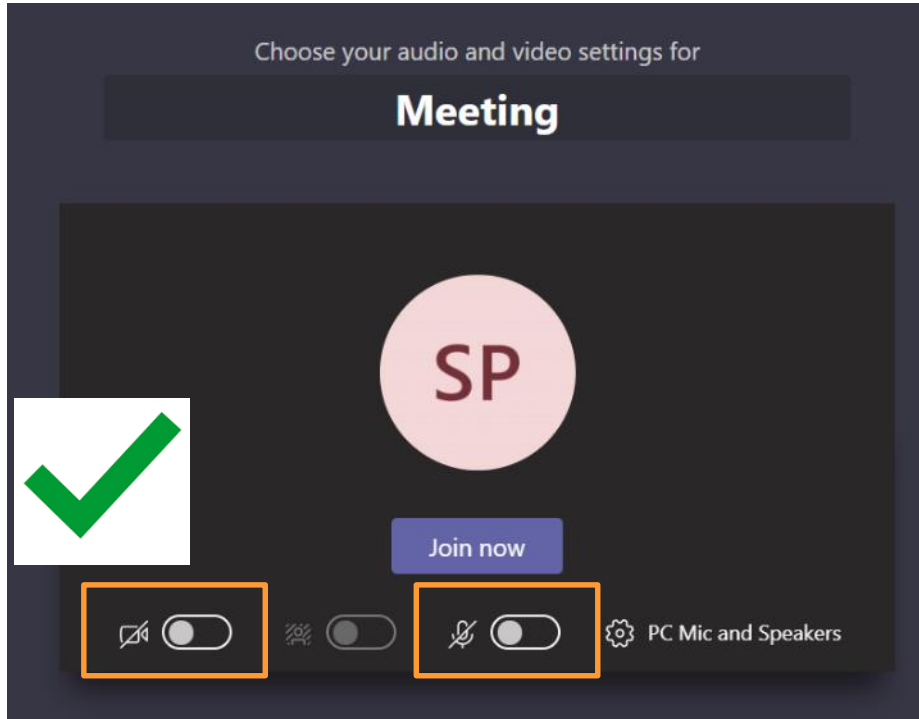 Choose your audio and video settings for
Meeting
SP
Join now
PC Mic and Speakers